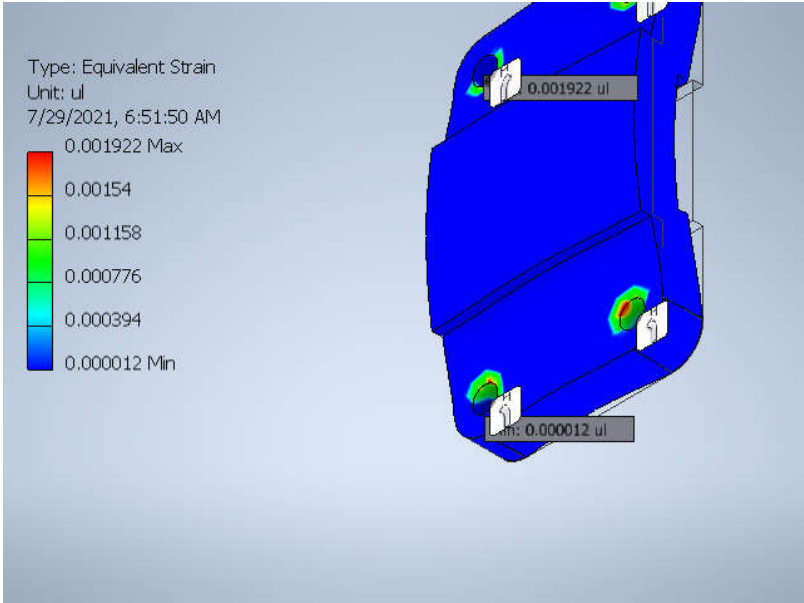 Type: Equivalent Strain
Unit: ul
7/29/2021, 6:51:50 AM
0.001922 Max
0.00154
0.001158
0.000776
0.000394
0.000012 Min
0.001922 ul
0.000012 ul